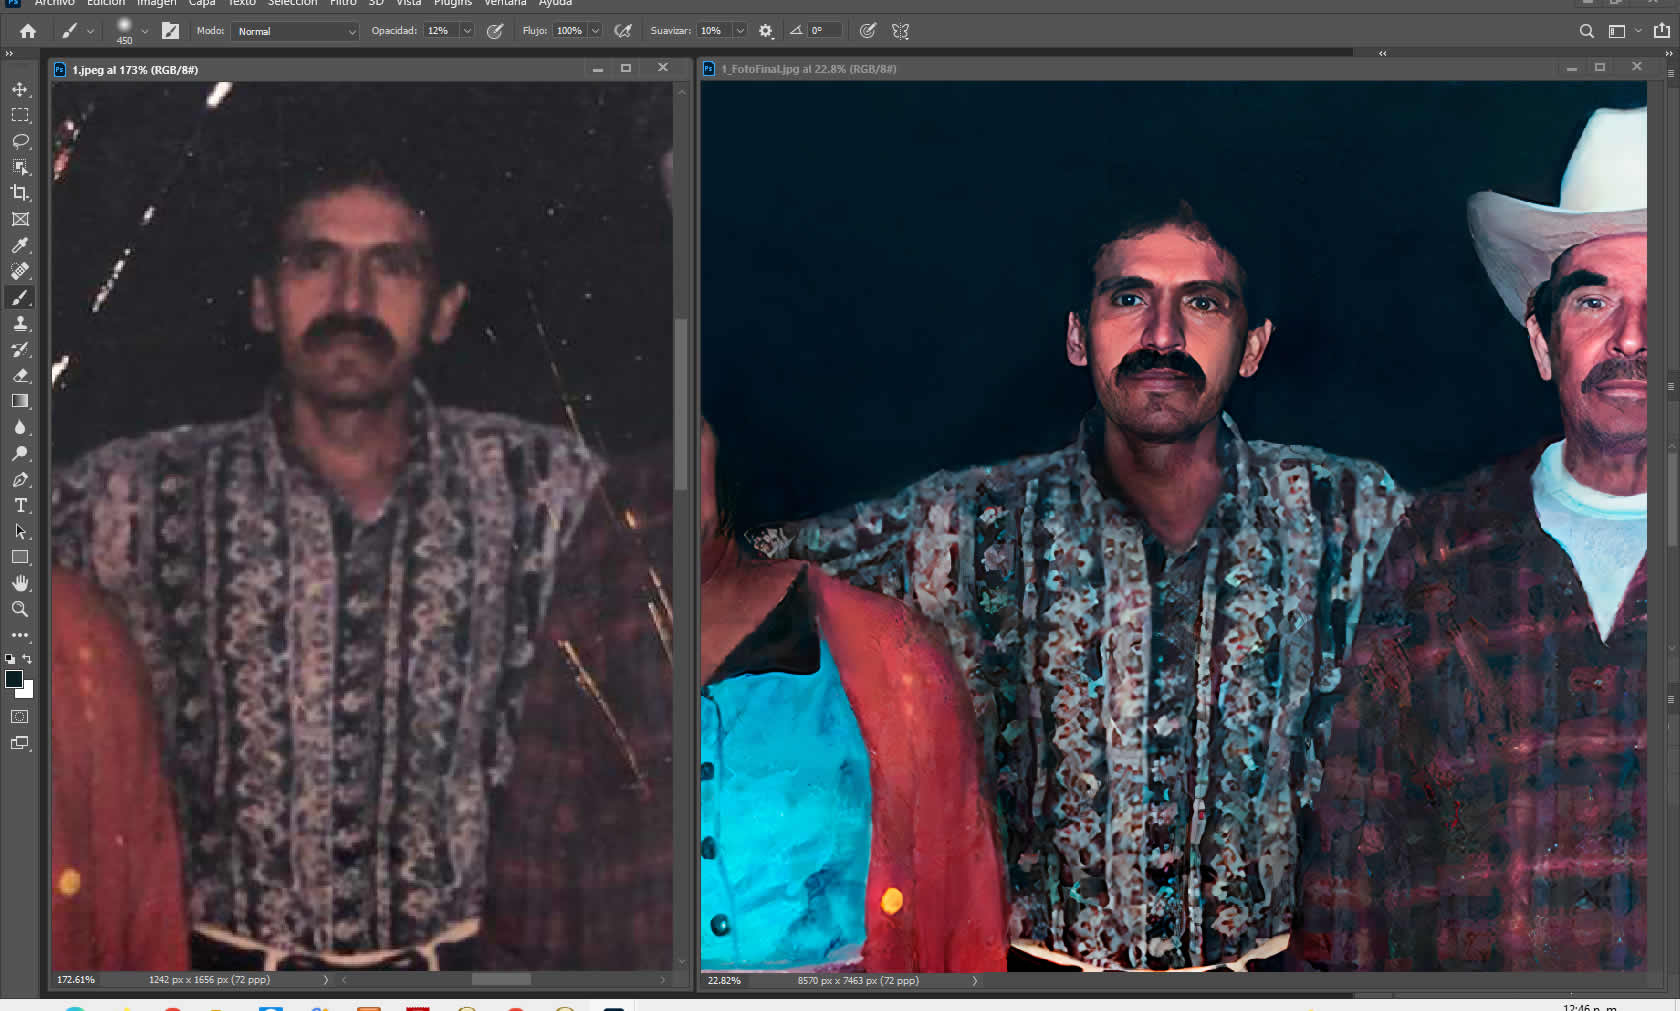 Archivo Edición Imagen Capa Texto Selección Filtro 3D Vista Plugins Ventana Ayuda
450 Modo: Normal Opacidad: 12% Flujo: 100% Suavizar: 10% 0°
1.jpeg al 173% (RGB/8#)
1_FotoFinal.jpg al 22.8% (RGB/8#)
172.61% 1242 px x 1656 px (72 ppp)
22.82% 8570 px x 7463 px (72 ppp)
12:46 p. m.